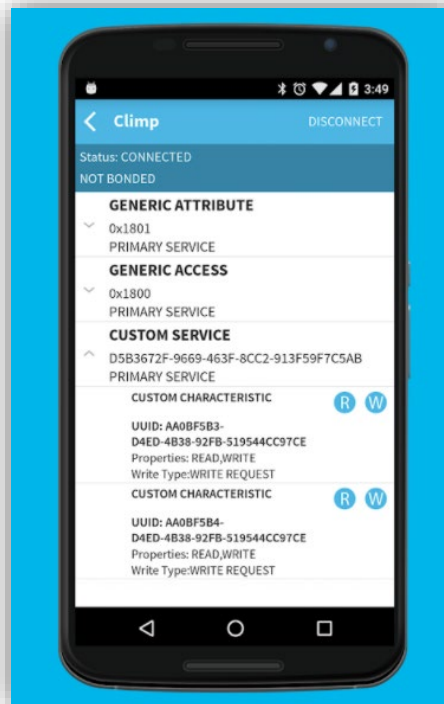 3:49
Climp
DISCONNECT
Status: CONNECTED
NOT BONDED
GENERIC ATTRIBUTE
0x1801
PRIMARY SERVICE
GENERIC ACCESS
0x1800
PRIMARY SERVICE
CUSTOM SERVICE
D5B3672F-9669-463F-8CC2-913F59F7C5AB
PRIMARY SERVICE
CUSTOM CHARACTERISTIC
R W
UUID: AA0BF5B3-
D4ED-4B38-92FB-519544CC97CE
Properties: READ,WRITE
Write Type:WRITE REQUEST
CUSTOM CHARACTERISTIC
R W
UUID: AA0BF5B4-
D4ED-4B38-92FB-519544CC97CE
Properties: READ,WRITE
Write Type:WRITE REQUEST